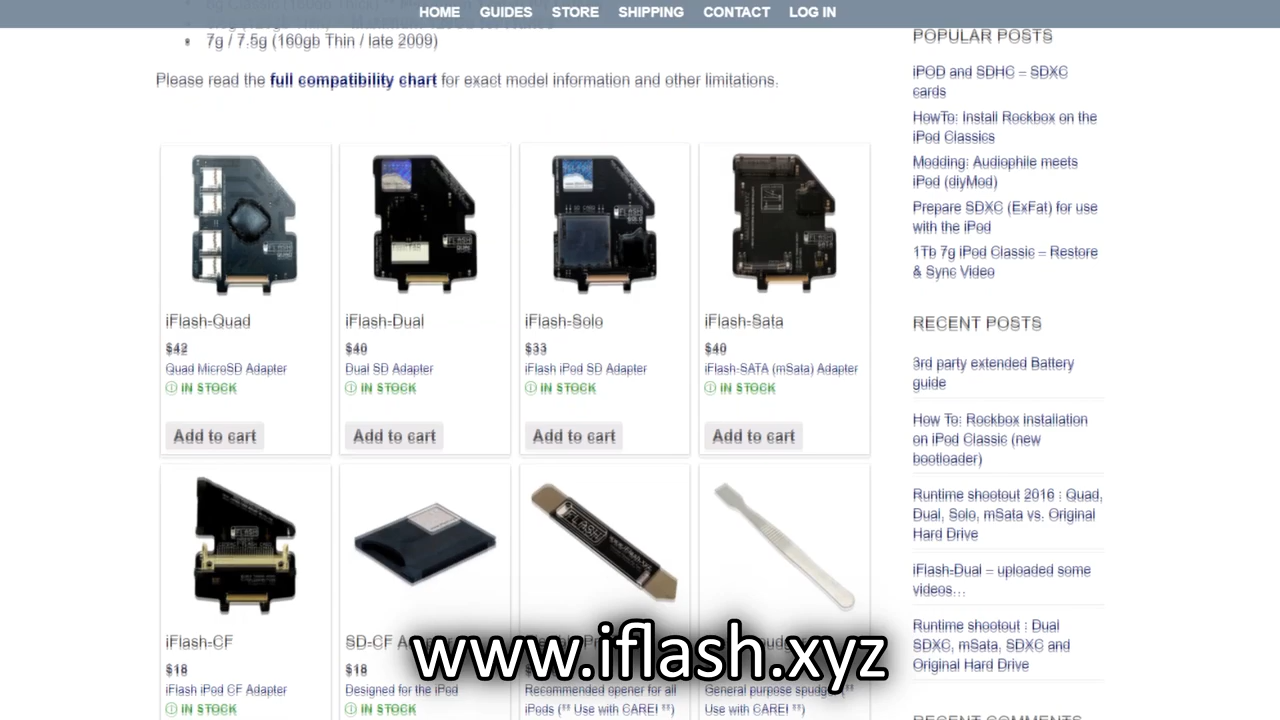 HOME GUIDES STORE SHIPPING CONTACT LOG IN
7g / 7.5g (160gb Thin / late 2009)
Please read the full compatibility chart for exact model information and other limitations.
iFlash-Quad
$42
Quad MicroSD Adapter
IN STOCK
Add to cart
iFlash-Dual
$40
Dual SD Adapter
IN STOCK
Add to cart
iFlash-Solo
$33
iFlash iPod SD Adapter
IN STOCK
Add to cart
iFlash-Sata
$40
iFlash-SATA (mSata) Adapter
IN STOCK
Add to cart
iFlash-CF
$18
iFlash iPod CF Adapter
IN STOCK
SD-CF
$18
Designed for the iPod
IN STOCK
Recommended opener for all
iPods (** Use with CARE! **)
General purpose spudger (**
Use with CARE! **)
www.iflash.xyz
POPULAR POSTS
iPOD and SDHC – SDXC
cards
HowTo: Install Rockbox on the
iPod Classics
Modding: Audiophile meets
iPod (diyMod)
Prepare SDXC (ExFat) for use
with the iPod
1Tb 7g iPod Classic – Restore
& Sync Video
RECENT POSTS
3rd party extended Battery
guide
How To: Rockbox installation
on iPod Classic (new
bootloader)
Runtime shootout 2016 : Quad,
Dual, Solo, mSata vs. Original
Hard Drive
iFlash-Dual – uploaded some
videos…
Runtime shootout : Dual
SDXC, mSata, SDXC and
Original Hard Drive
RECENT COMMENTS